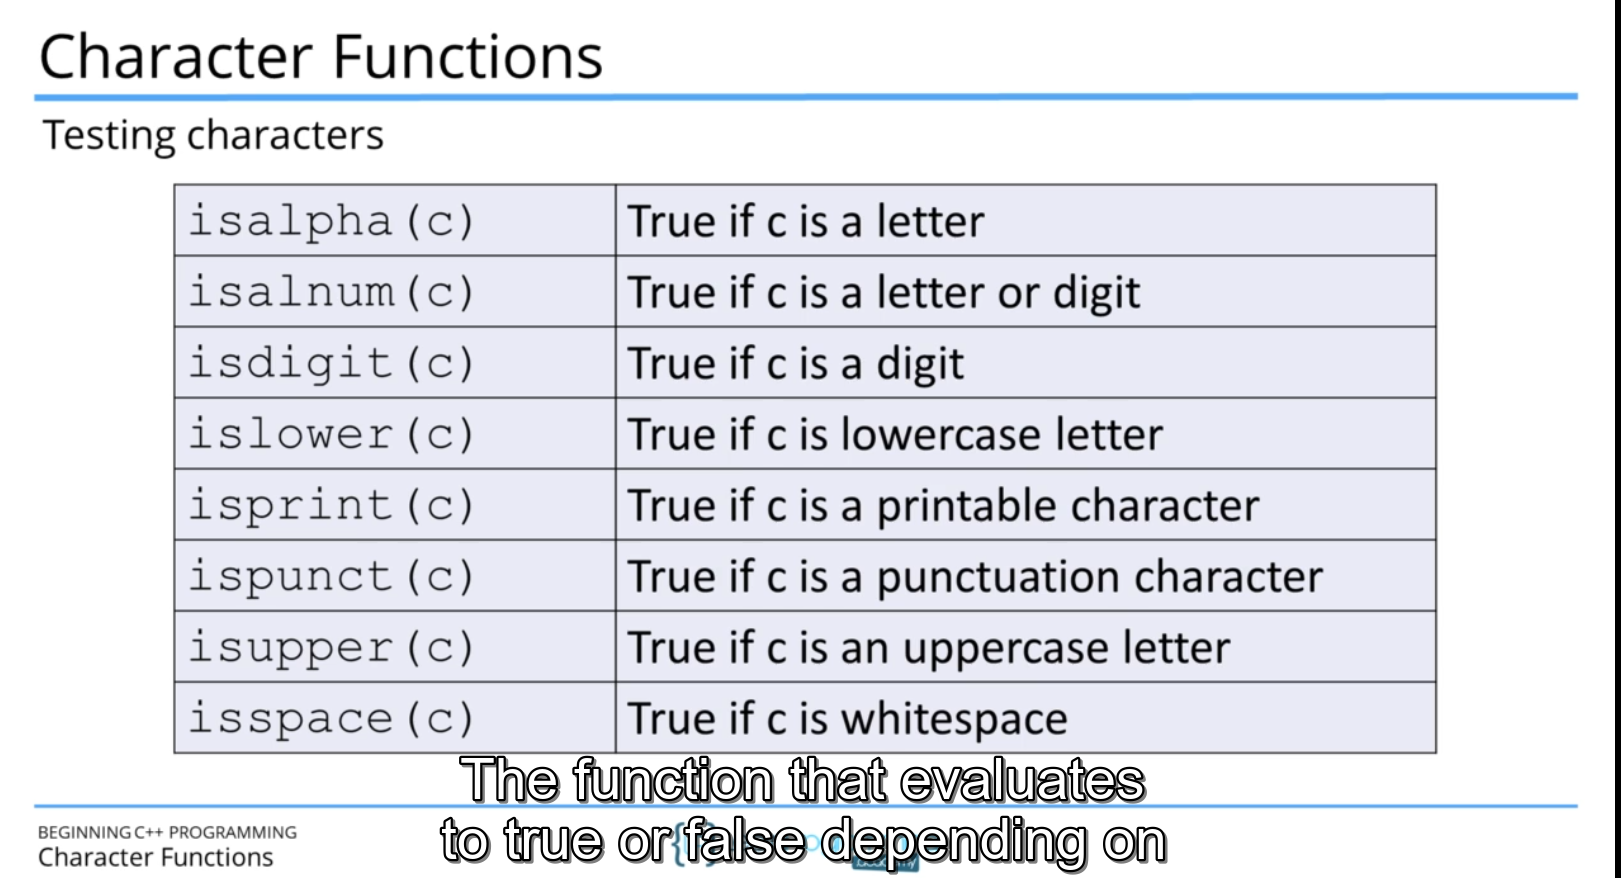 Character Functions
Testing characters
isalpha(c) True if c is a letter
isalnum(c) True if c is a letter or digit
isdigit(c) True if c is a digit
islower(c) True if c is lowercase letter
isprint(c) True if c is a printable character
ispunct(c) True if c is a punctuation character
isupper(c) True if c is an uppercase letter
isspace(c) True if c is whitespace
The function that evaluates
to true or false depending on
BEGINNING C++ PROGRAMMING
Character Functions